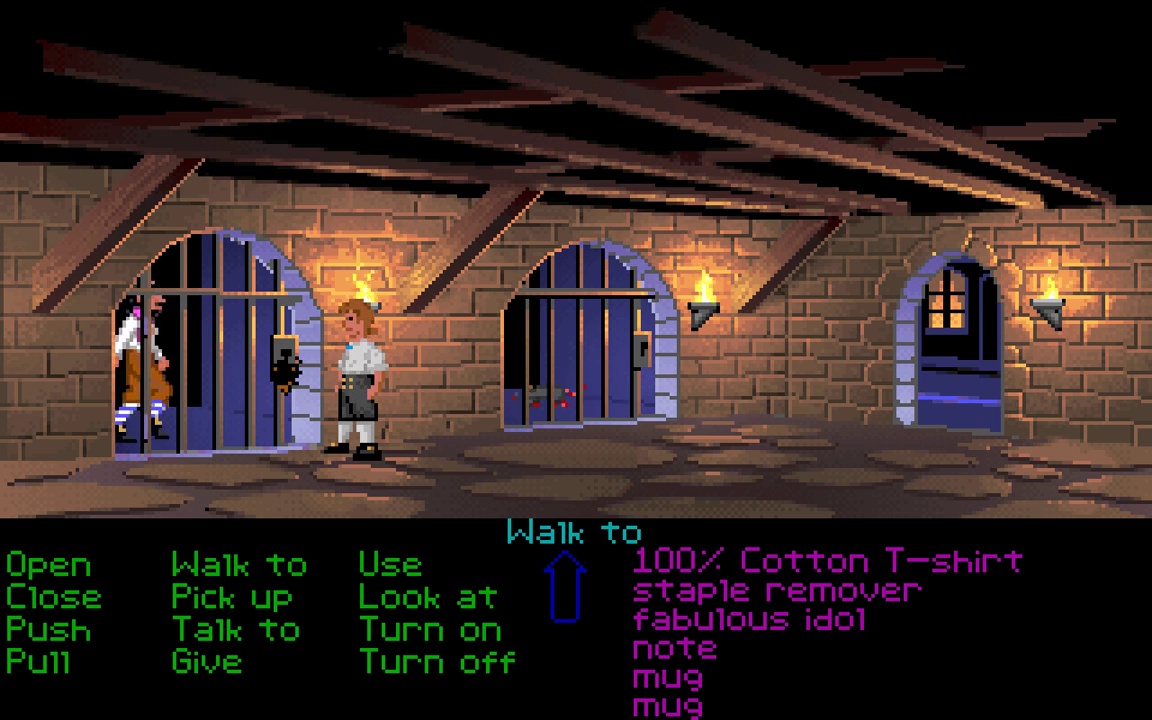 Walk to
Open Walk to Use
Close Pick up Look at
Push Talk to Turn on
Pull Give Turn off
100% Cotton T-shirt
staple remover
fabulous idol
note
mug
mug